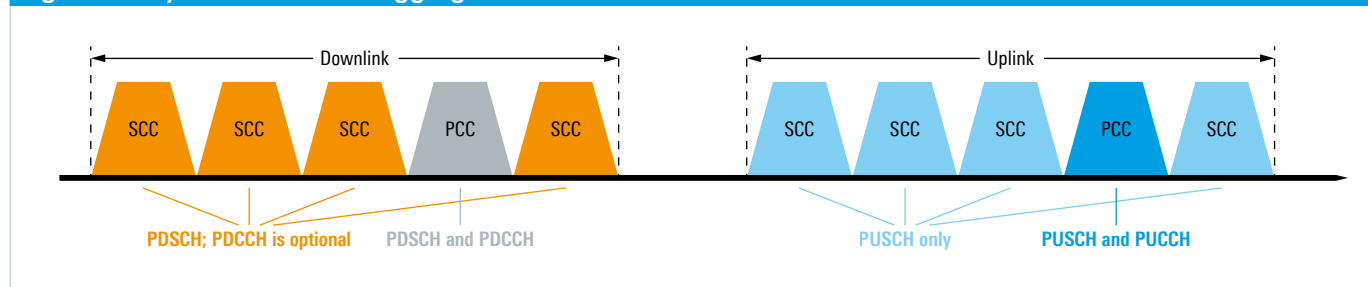 Downlink
Uplink
SCC SCC SCC PCC SCC
SCC SCC SCC PCC SCC
PDSCH; PDCCH is optional
PDSCH and PDCCH
PUSCH only
PUSCH and PUCCH